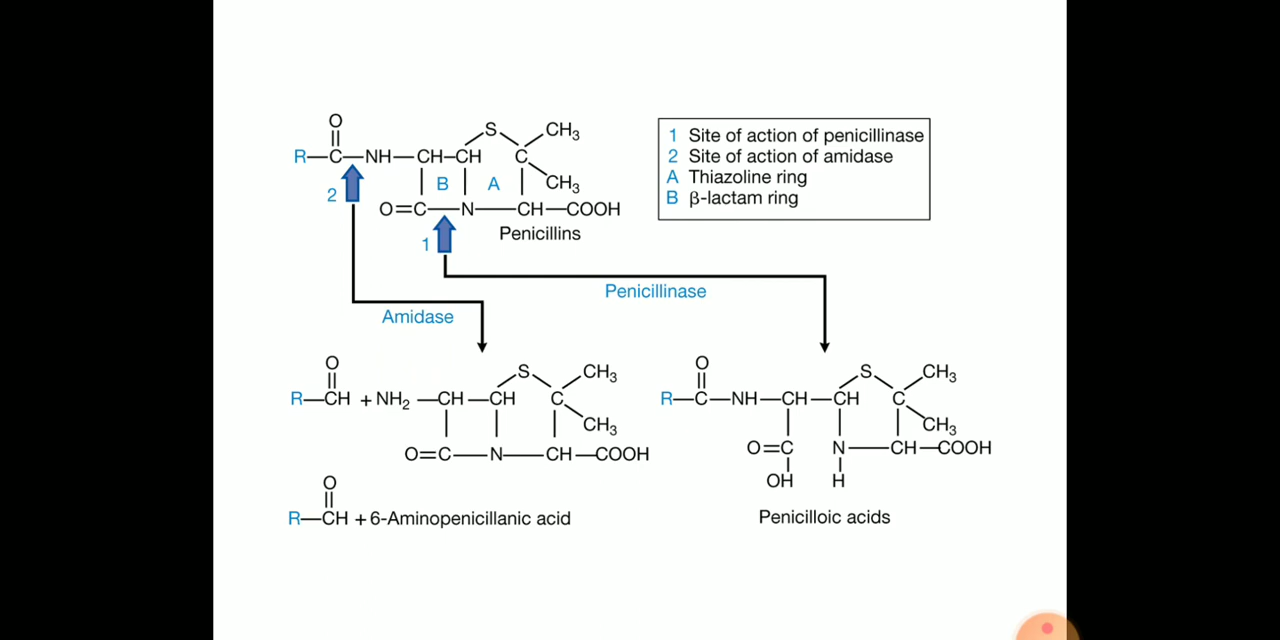 O
R—C—NH—CH—CH S C CH₃
CH₃
B A
O=C—N—CH—COOH
Penicillins
2
1
1 Site of action of penicillinase
2 Site of action of amidase
A Thiazoline ring
B β-lactam ring
Penicillinase
Amidase
O
R—CH + NH₂—CH—CH S C CH₃
CH₃
O=C—N—CH—COOH
O
R—CH + 6-Aminopenicillanic acid
O
R—C—NH—CH—CH S C CH₃
CH₃
O=C N—CH—COOH
OH H
Penicilloic acids